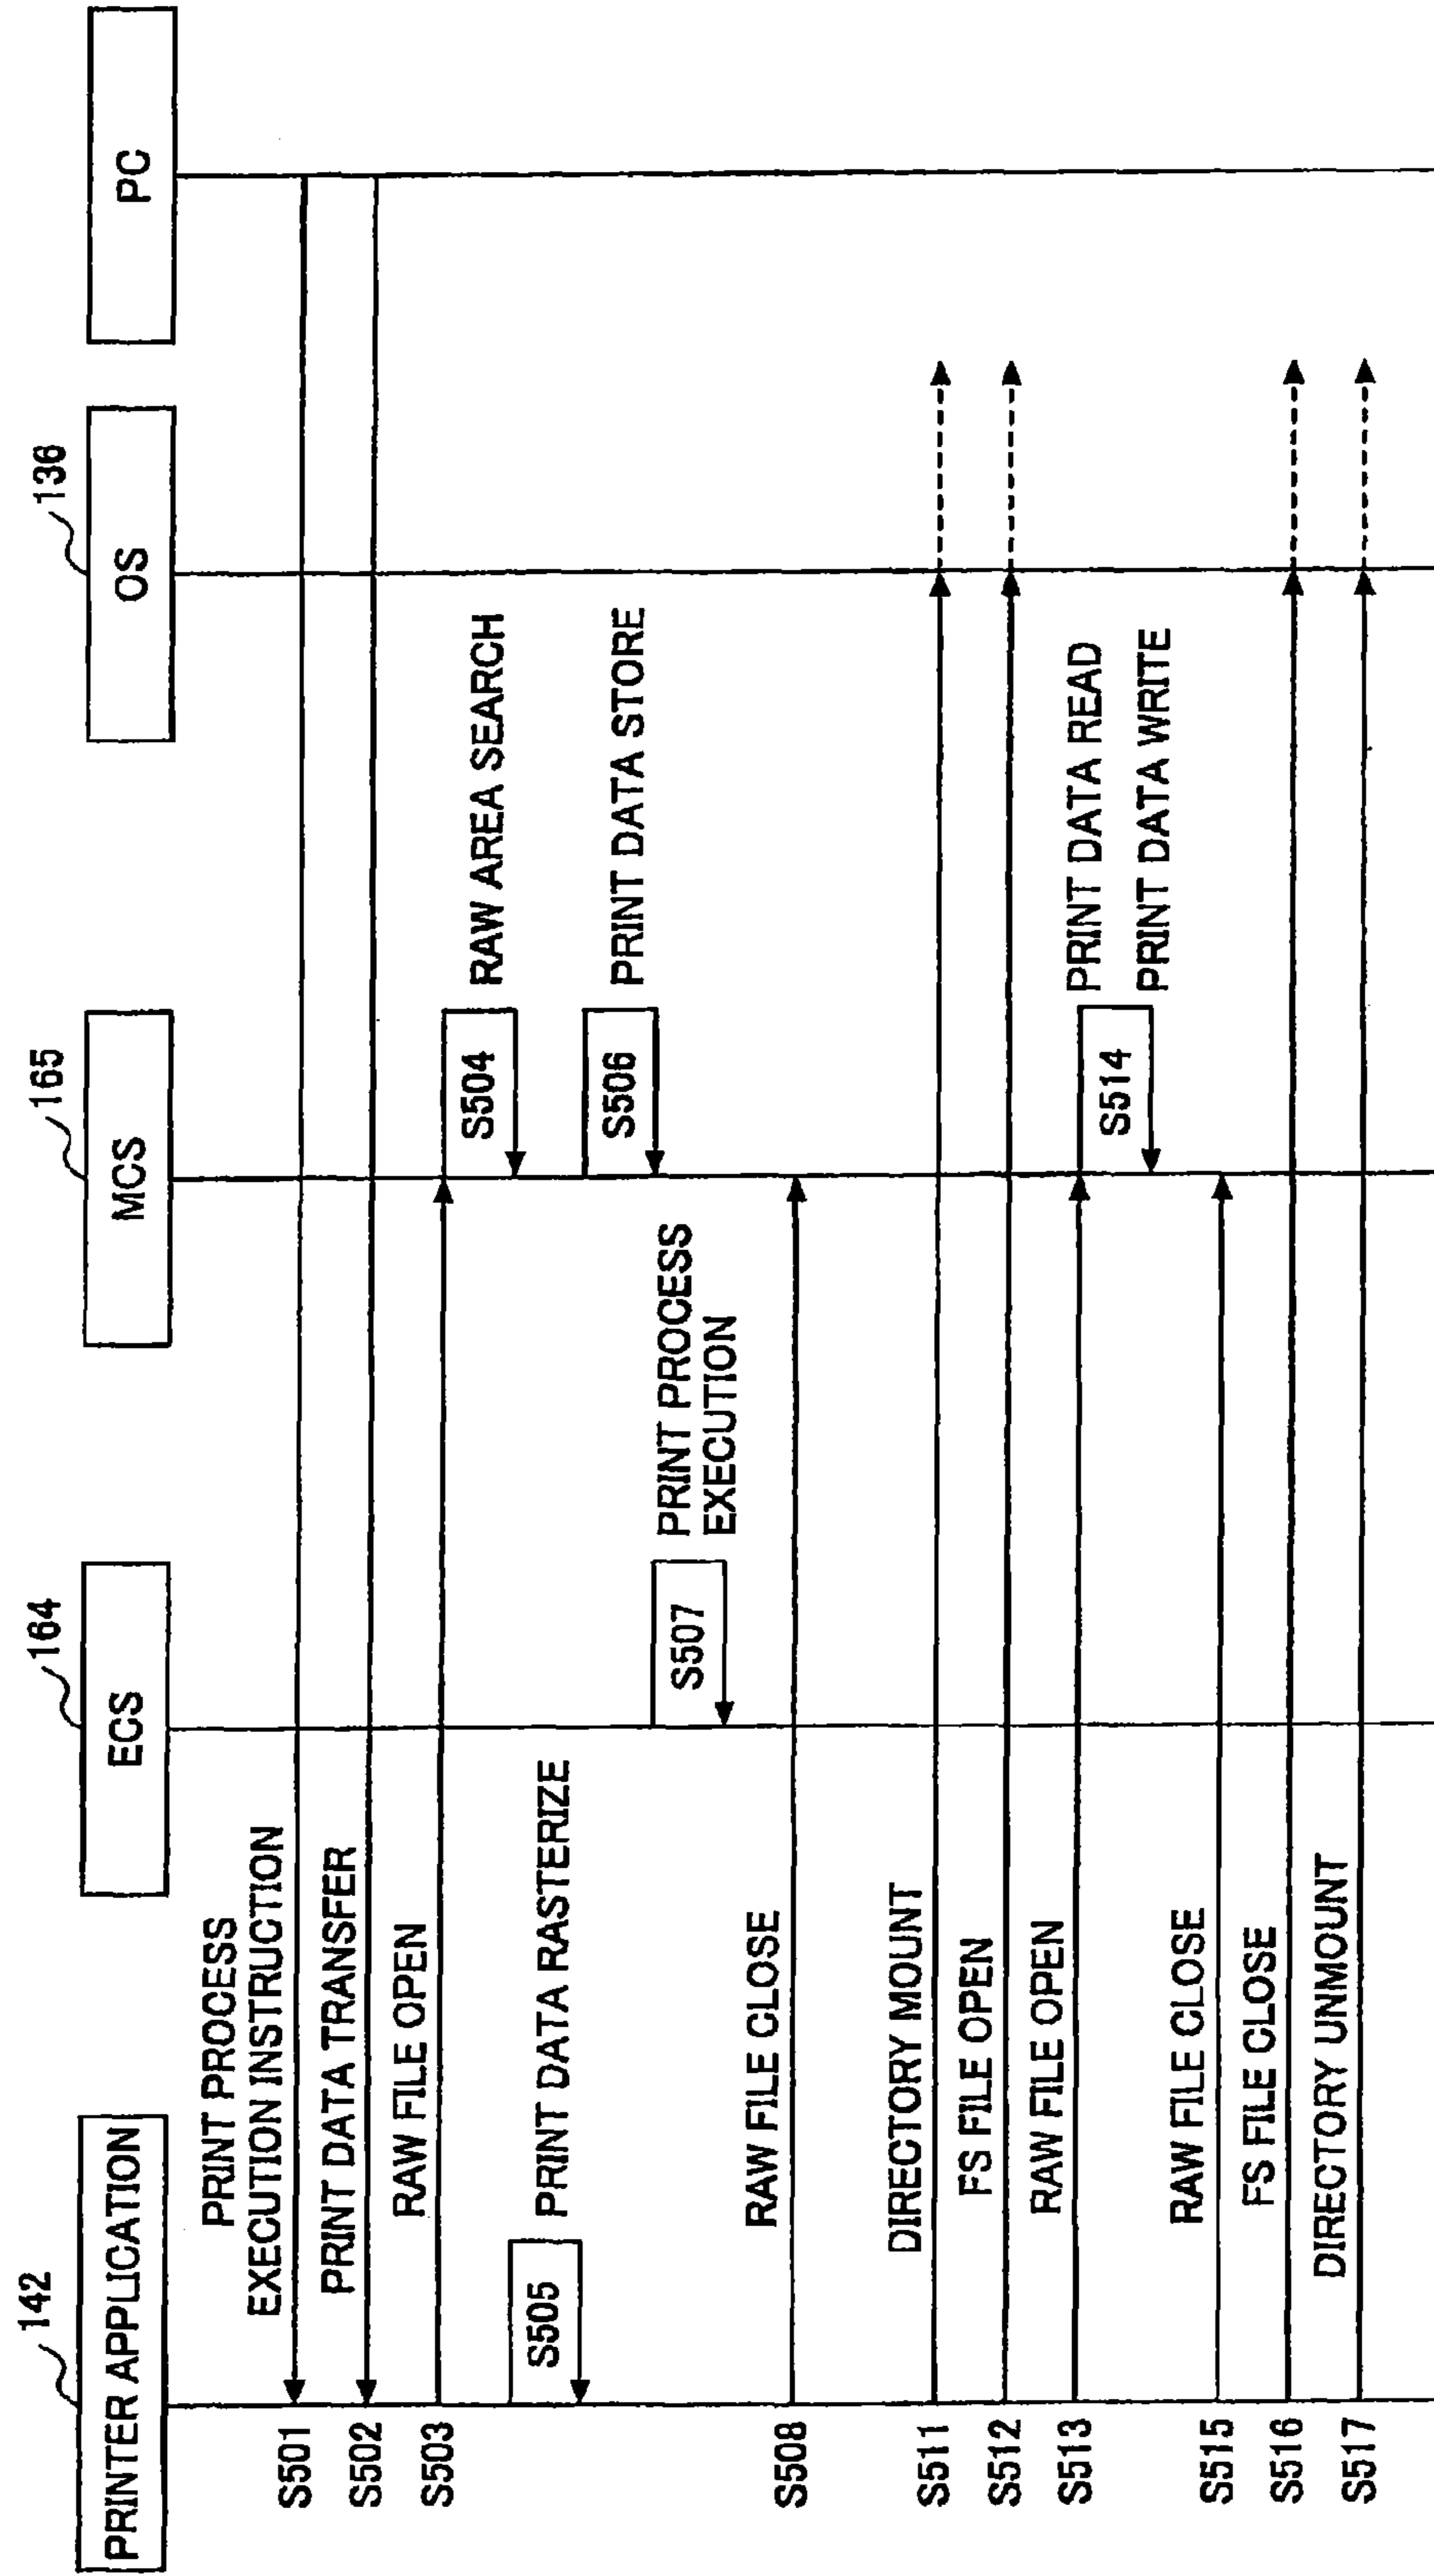 142
PRINTER APPLICATION
164
ECS
165
MCS
136
OS
PC
S501
PRINT PROCESS
EXECUTION INSTRUCTION
S502
PRINT DATA TRANSFER
S503
RAW FILE OPEN
S504
RAW AREA SEARCH
S505
PRINT DATA RASTERIZE
S506
PRINT DATA STORE
S507
PRINT PROCESS
EXECUTION
S508
RAW FILE CLOSE
S511
DIRECTORY MOUNT
S512
FS FILE OPEN
S513
RAW FILE OPEN
S514
PRINT DATA READ
PRINT DATA WRITE
S515
RAW FILE CLOSE
S516
FS FILE CLOSE
S517
DIRECTORY UNMOUNT